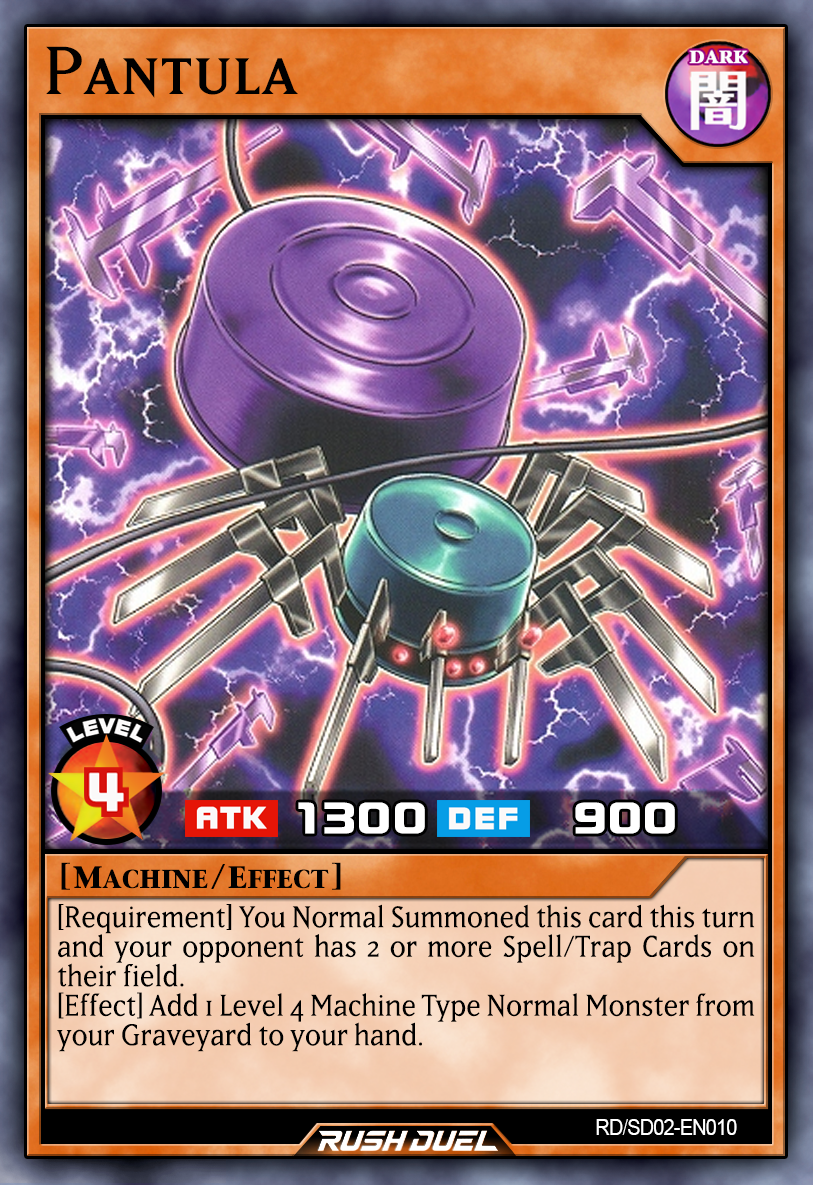 PANTULA
DARK
闇
LEVEL
4
ATK 1300 DEF 900
[MACHINE/EFFECT]
[Requirement] You Normal Summoned this card this turn
and your opponent has 2 or more Spell/Trap Cards on
their field.
[Effect] Add 1 Level 4 Machine Type Normal Monster from
your Graveyard to your hand.
RD/SD02-EN010
RUSH DUEL